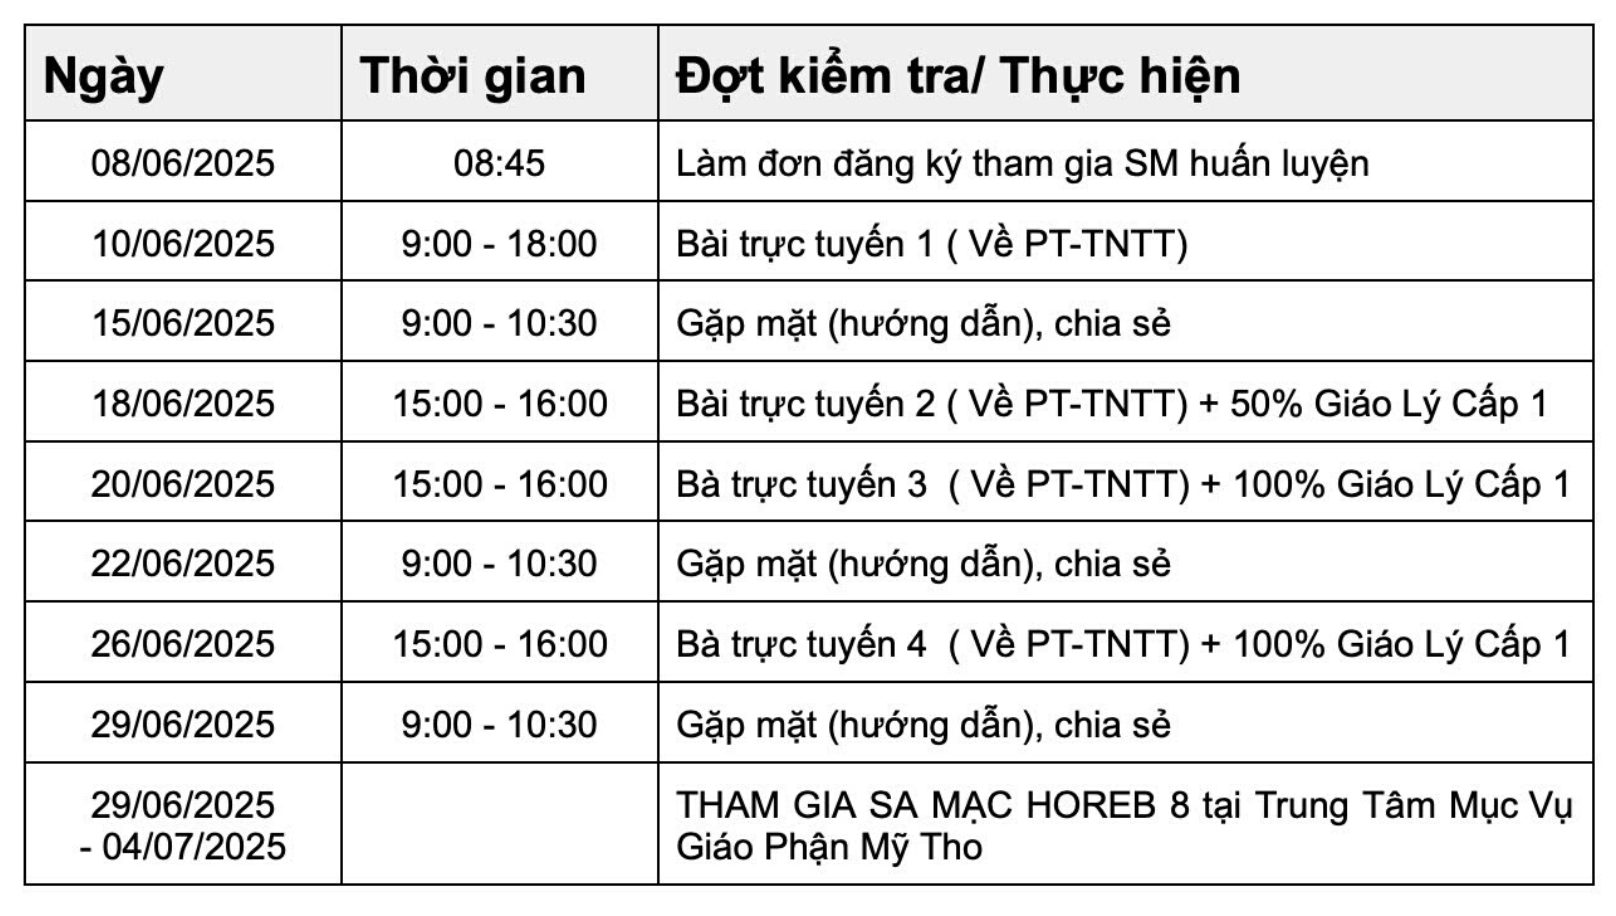 Ngày Thời gian Đợt kiểm tra/ Thực hiện
08/06/2025 08:45 Làm đơn đăng ký tham gia SM huấn luyện
10/06/2025 9:00 - 18:00 Bài trực tuyến 1 ( Về PT-TNTT)
15/06/2025 9:00 - 10:30 Gặp mặt (hướng dẫn), chia sẻ
18/06/2025 15:00 - 16:00 Bài trực tuyến 2 ( Về PT-TNTT) + 50% Giáo Lý Cấp 1
20/06/2025 15:00 - 16:00 Bà trực tuyến 3  ( Về PT-TNTT) + 100% Giáo Lý Cấp 1
22/06/2025 9:00 - 10:30 Gặp mặt (hướng dẫn), chia sẻ
26/06/2025 15:00 - 16:00 Bà trực tuyến 4  ( Về PT-TNTT) + 100% Giáo Lý Cấp 1
29/06/2025 9:00 - 10:30 Gặp mặt (hướng dẫn), chia sẻ
29/06/2025
- 04/07/2025
THAM GIA SA MẠC HOREB 8 tại Trung Tâm Mục Vụ
Giáo Phận Mỹ Tho